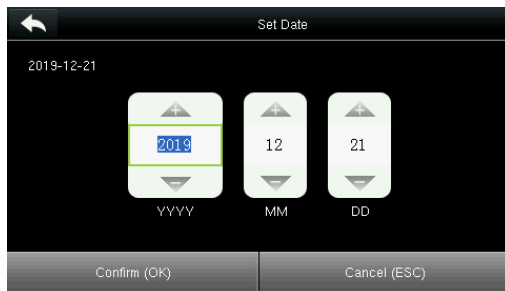 Set Date
2019-12-21
2019 12 21
YYYY MM DD
Confirm (OK) Cancel (ESC)